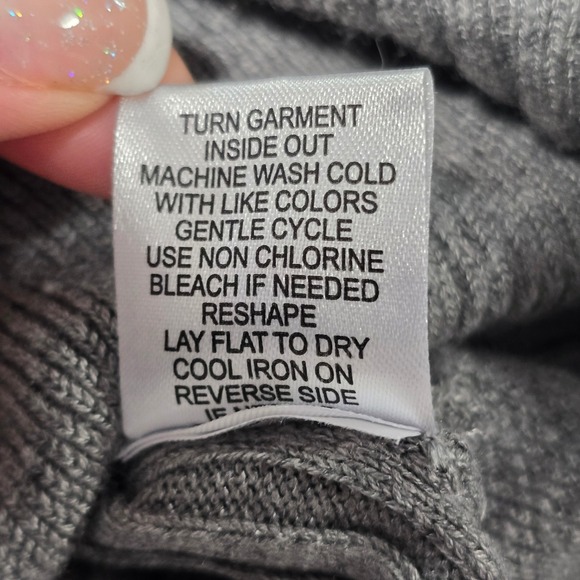 TURN GARMENT
INSIDE OUT
MACHINE WASH COLD
WITH LIKE COLORS
GENTLE CYCLE
USE NON CHLORINE
BLEACH IF NEEDED
RESHAPE
LAY FLAT TO DRY
COOL IRON ON
REVERSE SIDE
IF